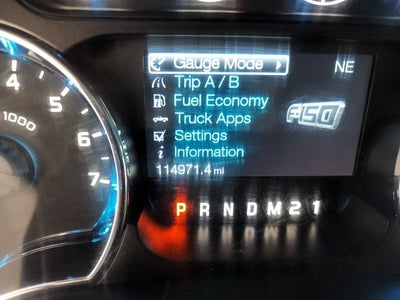 Gauge Mode
NE
Trip A / B
Fuel Economy
F150
Truck Apps
Settings
Information
114971.4 mi
P R N D M 2 1
4
5
6
7
7
1000